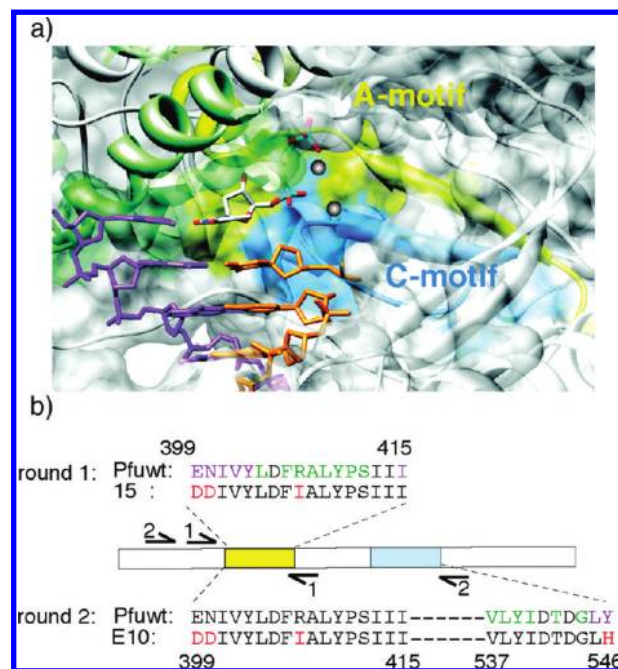 a)
A-motif
C-motif
b)
399 415
round 1: Pfuwt: ENIVYLDFRALYPSIII
15 : DDIVYLDFIALYPSIII
2 1
1 2
round 2: Pfuwt: ENIVYLDFRALYPSIII------VLYIDTDGLY
E10: DDIVYLDFIALYPSIII------VLYIDTDGLH
399 415 537 546